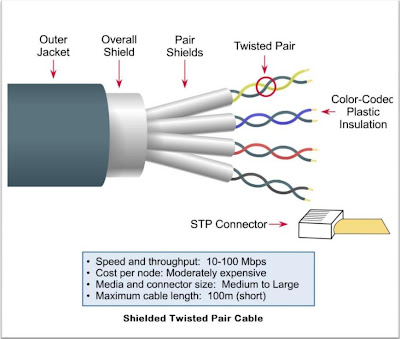 Outer
Jacket
Overall
Shield
Pair
Shields
Twisted Pair
Color-Codec
Plastic
Insulation
STP Connector
• Speed and throughput: 10-100 Mbps
• Cost per node: Moderately expensive
• Media and connector size: Medium to Large
• Maximum cable length: 100m (short)
Shielded Twisted Pair Cable